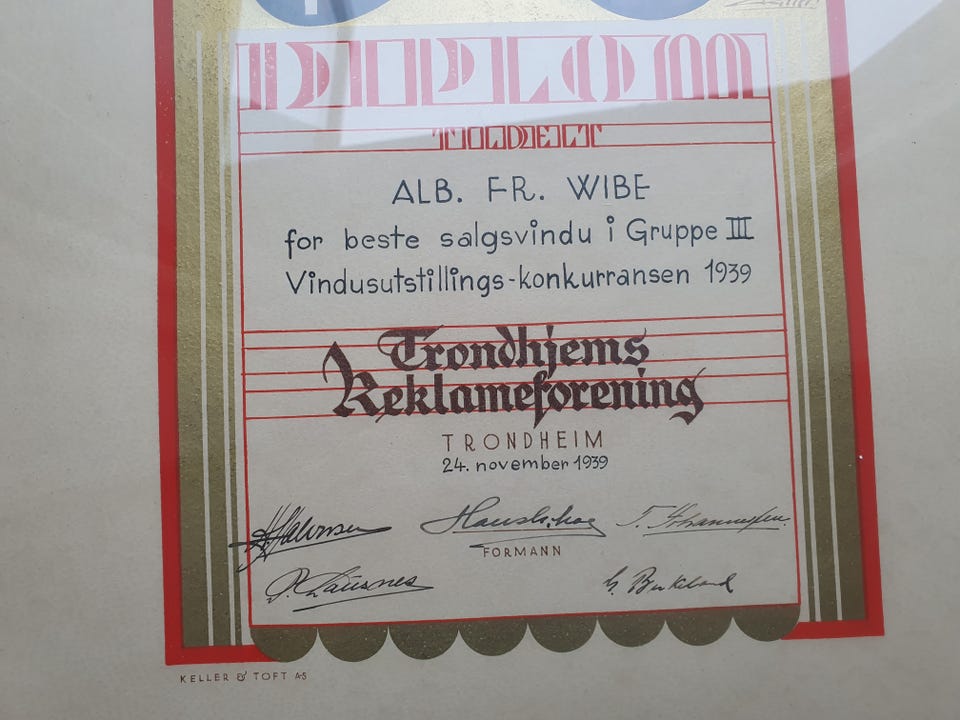 DIPLOM
TILDELT
ALB. FR. WIBE
for beste salgsvindu i Gruppe III
Vindusutstillings-konkurransen 1939
Trondhjems
Reklameforening
TRONDHEIM
24. november 1939
FORMANN
KELLER & TOFT AS